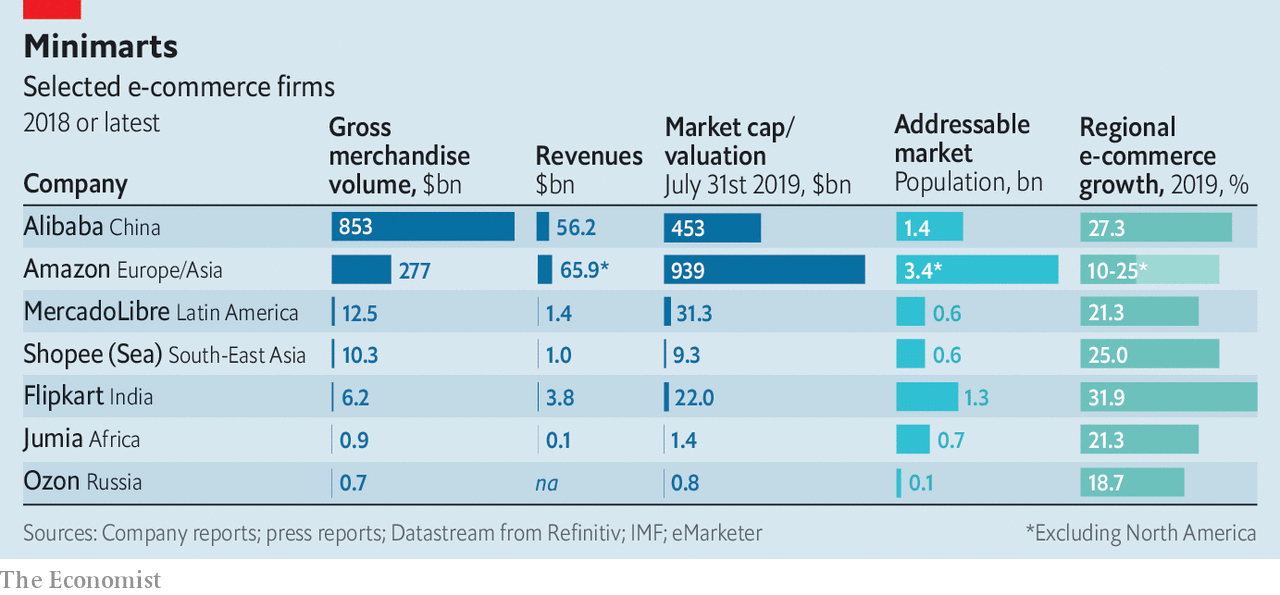 Minimarts
Selected e-commerce firms
2018 or latest
Company
Gross
merchandise
volume, $bn
Revenues
$bn
Market cap/
valuation
July 31st 2019, $bn
Addressable
market
Population, bn
Regional
e-commerce
growth, 2019, %
Alibaba China 853 56.2 453 1.4 27.3
Amazon Europe/Asia 277 65.9* 939 3.4* 10-25*
MercadoLibre Latin America 12.5 1.4 31.3 0.6 21.3
Shopee (Sea) South-East Asia 10.3 1.0 9.3 0.6 25.0
Flipkart India 6.2 3.8 22.0 1.3 31.9
Jumia Africa 0.9 0.1 1.4 0.7 21.3
Ozon Russia 0.7 na 0.8 0.1 18.7
Sources: Company reports; press reports; Datastream from Refinitiv; IMF; eMarketer *Excluding North America
The Economist